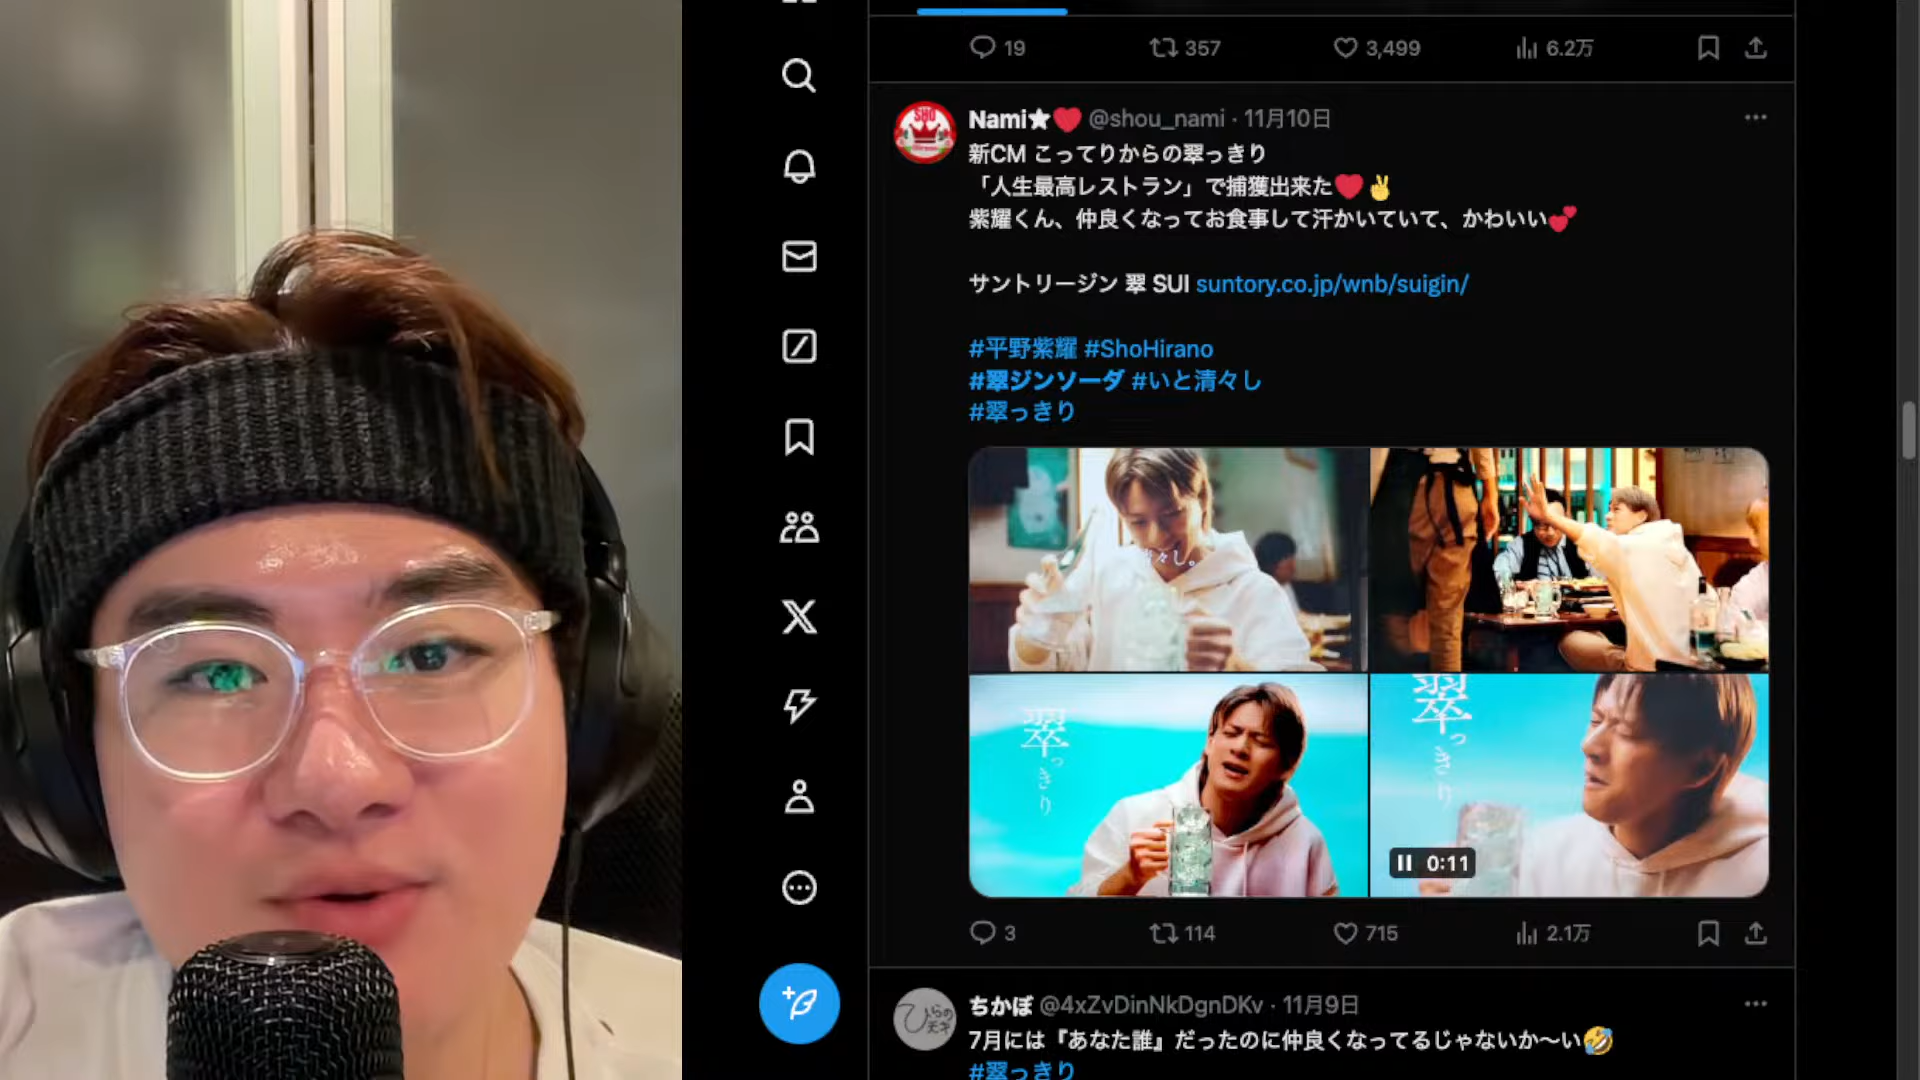 19 357 3,499 6.2万
Nami★❤️ @shou_nami · 11月10日
新CM こってりからの翠っきり
「人生最高レストラン」で捕獲出来た❤️✌️
紫耀くん、仲良くなってお食事して汗かいていて、かわいい💕
サントリージン 翠 SUI suntory.co.jp/wnb/suigin/
#平野紫耀 #ShoHirano
#翠ジンソーダ #いと清々し
#翠っきり
々し。
翠っきり
翠っきり
0:11
3 114 715 2.1万
ちかぼ @4xZvDinNkDgnDKv · 11月9日
7月には『あなた誰』だったのに仲良くなってるじゃないか〜い🤣
#翠っきり
SHO